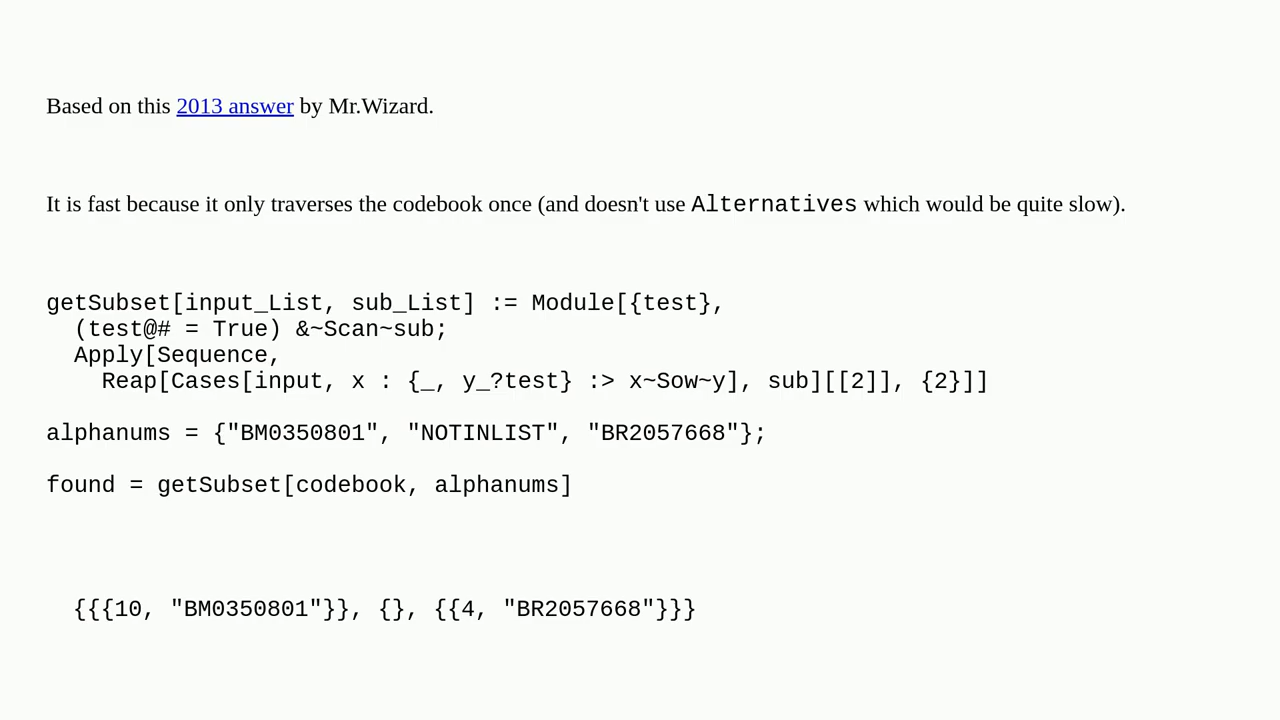 Based on this 2013 answer by Mr.Wizard.
It is fast because it only traverses the codebook once (and doesn't use Alternatives which would be quite slow).
getSubset[input_List, sub_List] := Module[{test},
  (test@# = True) &~Scan~sub;
  Apply[Sequence,
    Reap[Cases[input, x : {_, y_?test} :> x~Sow~y], sub][[2]], {2}]]
alphanums = {"BM0350801", "NOTINLIST", "BR2057668"};
found = getSubset[codebook, alphanums]
{{{10, "BM0350801"}}, {}, {{4, "BR2057668"}}}